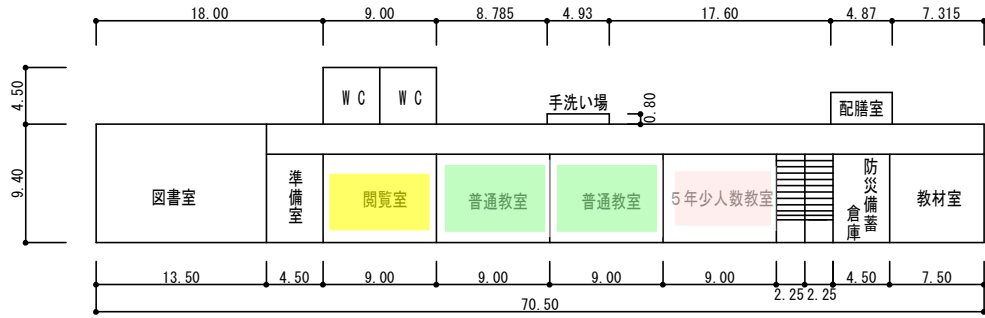 18.00 9.00 8.785 4.93 17.60 4.87 7.315
4.50
9.40
WC WC
手洗い場
0.80
配膳室
図書室
準備室
閲覧室
普通教室
普通教室
5年少人数教室
防災備蓄
倉庫
教材室
13.50 4.50 9.00 9.00 9.00 9.00 2.25 2.25 4.50 7.50
70.50